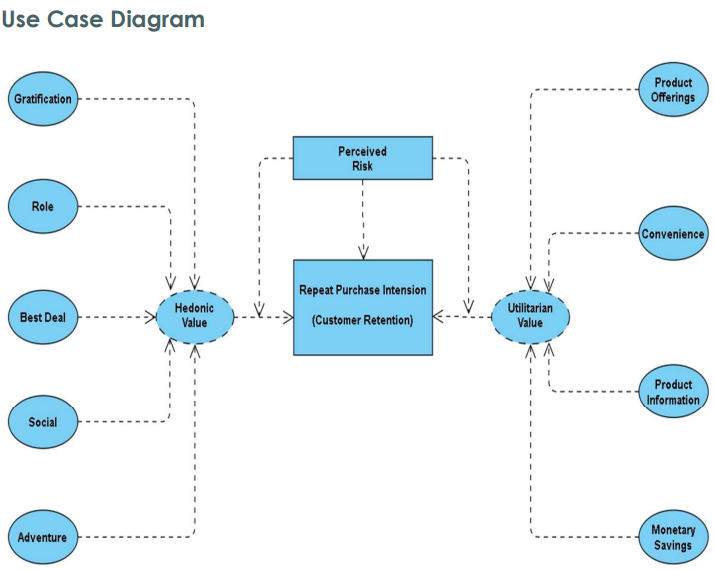 Use Case Diagram
Gratification
Role
Best Deal
Social
Adventure
Hedonic
Value
Perceived
Risk
Repeat Purchase Intension
(Customer Retention)
Utilitarian
Value
Product
Offerings
Convenience
Product
Information
Monetary
Savings